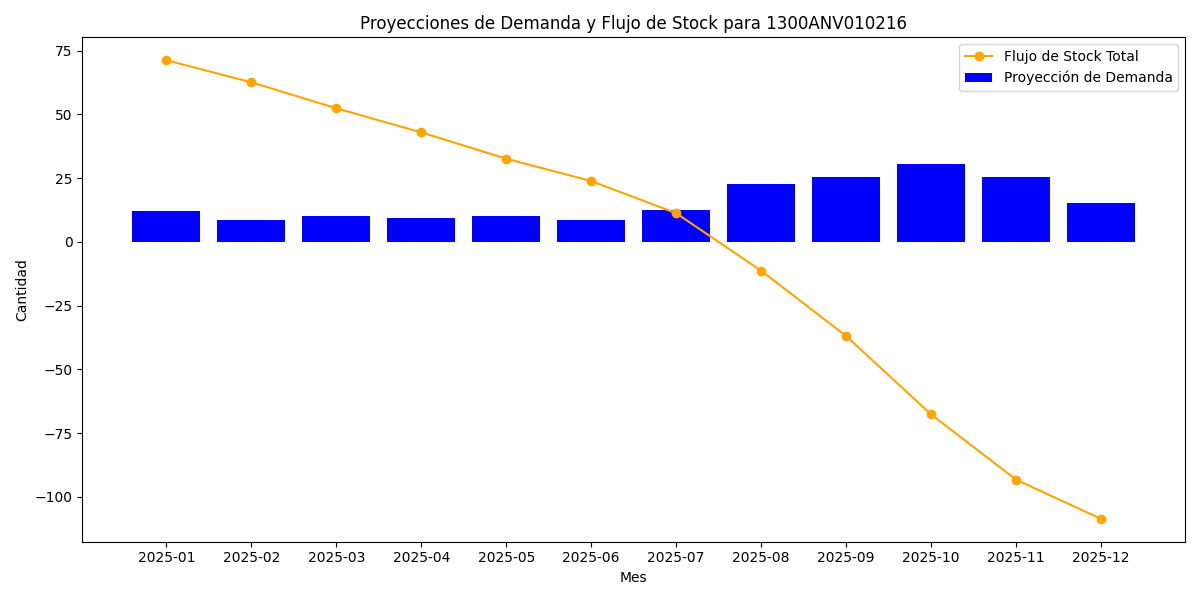 Proyecciones de Demanda y Flujo de Stock para 1300ANV010216
Flujo de Stock Total
Proyección de Demanda
75
50
25
0
−25
−50
−75
−100
Cantidad
2025-01 2025-02 2025-03 2025-04 2025-05 2025-06 2025-07 2025-08 2025-09 2025-10 2025-11 2025-12
Mes